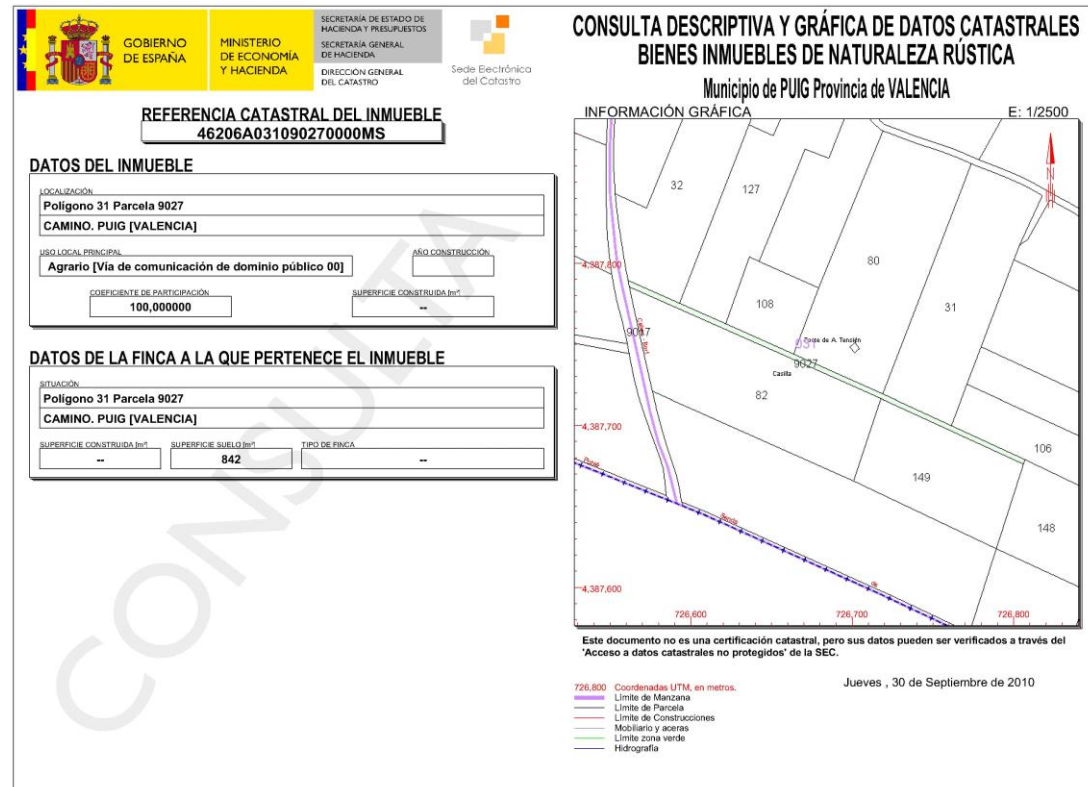 GOBIERNO
DE ESPAÑA
MINISTERIO
DE ECONOMÍA
Y HACIENDA
SECRETARÍA DE ESTADO DE
HACIENDA Y PRESUPUESTOS
SECRETARÍA GENERAL
DE HACIENDA
DIRECCIÓN GENERAL
DEL CATASTRO
Sede Electrónica
del Catastro
REFERENCIA CATASTRAL DEL INMUEBLE
46206A031090270000MS
DATOS DEL INMUEBLE
LOCALIZACIÓN
Polígono 31 Parcela 9027
CAMINO. PUIG [VALENCIA]
USO LOCAL PRINCIPAL
AÑO CONSTRUCCIÓN
Agrario [Vía de comunicación de dominio público 00]
COEFICIENTE DE PARTICIPACIÓN
SUPERFICIE CONSTRUIDA [m²]
100,000000
--
DATOS DE LA FINCA A LA QUE PERTENECE EL INMUEBLE
SITUACIÓN
Polígono 31 Parcela 9027
CAMINO. PUIG [VALENCIA]
SUPERFICIE CONSTRUIDA [m²]
SUPERFICIE SUELO [m²]
TIPO DE FINCA
--
842
--
CONSULTA
CONSULTA DESCRIPTIVA Y GRÁFICA DE DATOS CATASTRALES
BIENES INMUEBLES DE NATURALEZA RÚSTICA
Municipio de PUIG Provincia de VALENCIA
INFORMACIÓN GRÁFICA
E: 1/2500
32
127
N
80
4,387,800
108
31
9017
Poste de A. Tensión
931
9027
Casilla
82
4,387,700
106
149
Senda
148
de
4,387,600
726,600
726,700
726,800
Este documento no es una certificación catastral, pero sus datos pueden ser verificados a través del
'Acceso a datos catastrales no protegidos' de la SEC.
Jueves , 30 de Septiembre de 2010
726,800 Coordenadas UTM, en metros.
Límite de Manzana
Límite de Parcela
Límite de Construcciones
Mobiliario y aceras
Límite zona verde
Hidrografía